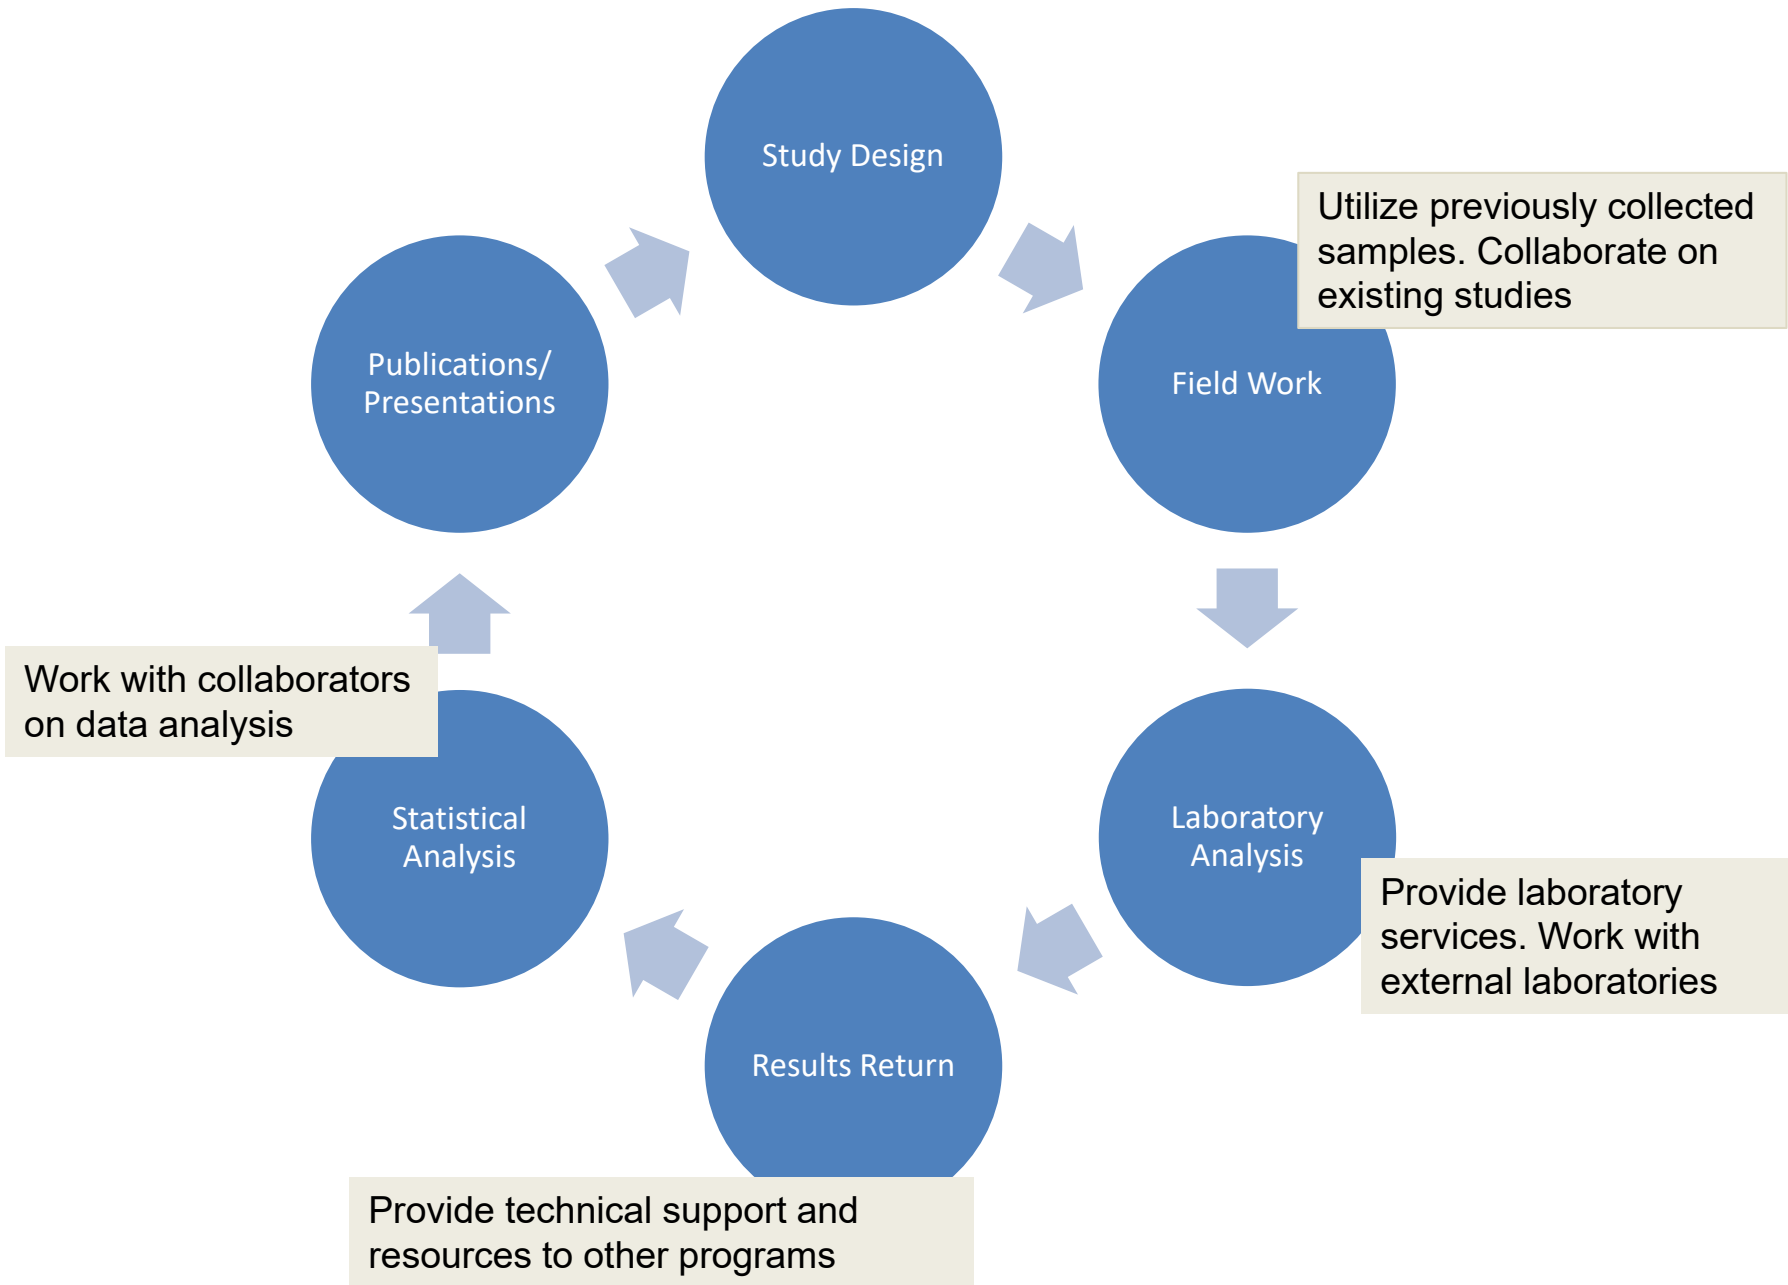 Study Design
Utilize previously collected
samples. Collaborate on
existing studies
Field Work
Laboratory
Analysis
Provide laboratory
services. Work with
external laboratories
Results Return
Provide technical support and
resources to other programs
Statistical
Analysis
Work with collaborators
on data analysis
Publications/
Presentations